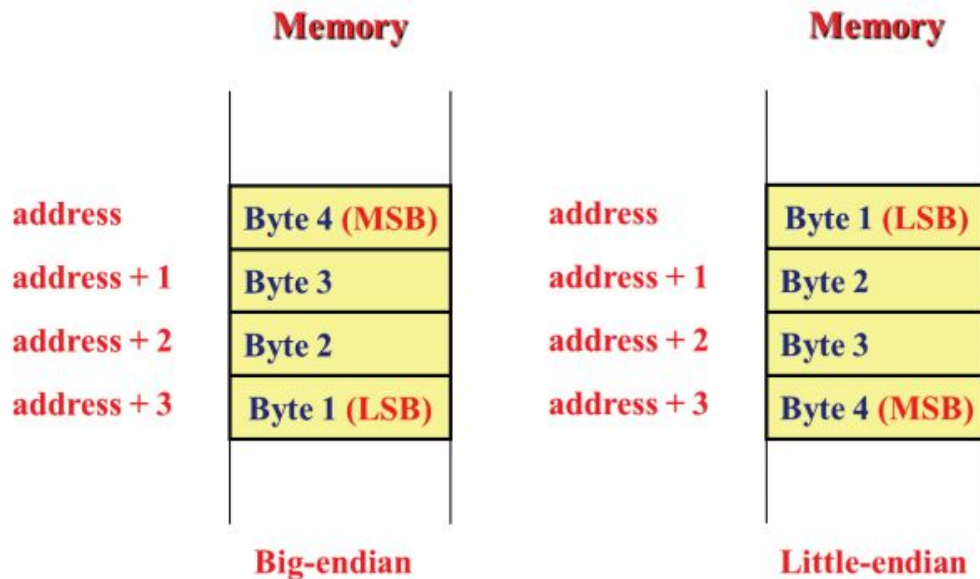 Memory
address
Byte 4 (MSB)
address + 1
Byte 3
address + 2
Byte 2
address + 3
Byte 1 (LSB)
Big-endian
Memory
address
Byte 1 (LSB)
address + 1
Byte 2
address + 2
Byte 3
address + 3
Byte 4 (MSB)
Little-endian